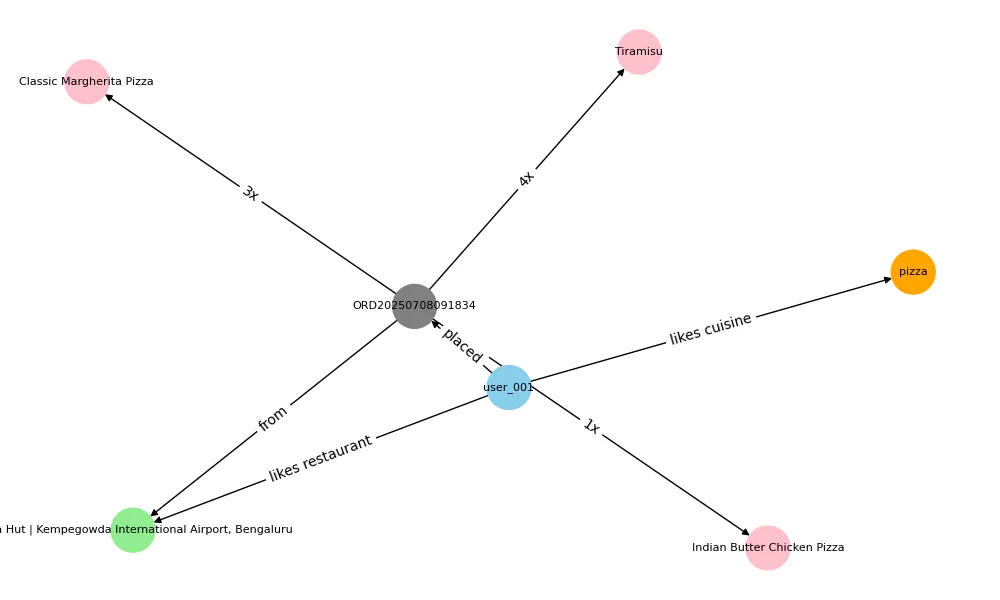 Tiramisu
Classic Margherita Pizza
4x
3x
pizza
ORD20250708091834
likes cuisine
placed
user_001
from
1x
likes restaurant
Hut | Kempegowda International Airport, Bengaluru
Indian Butter Chicken Pizza